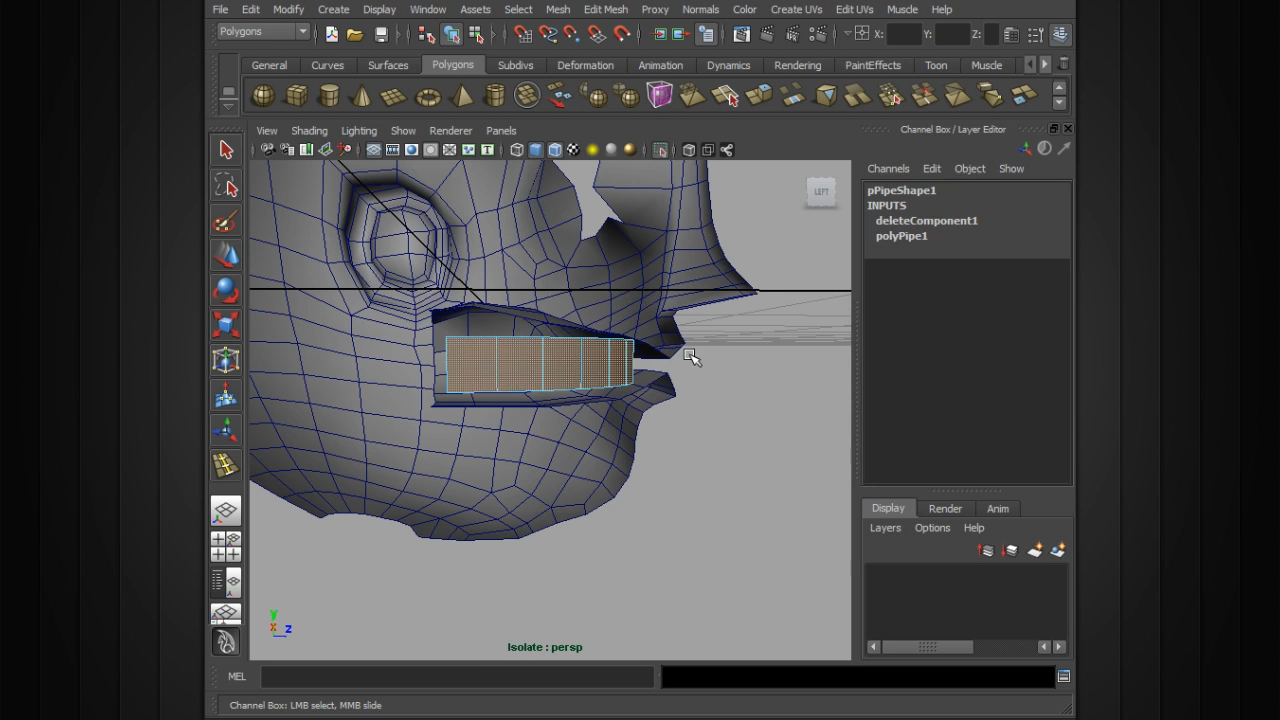 File Edit Modify Create Display Window Assets Select Mesh Edit Mesh Proxy Normals Color Create UVs Edit UVs Muscle Help
Polygons X: Y: Z:
General Curves Surfaces Polygons Subdivs Deformation Animation Dynamics Rendering PaintEffects Toon Muscle
View Shading Lighting Show Renderer Panels
Channel Box / Layer Editor
Channels Edit Object Show
pPipeShape1
INPUTS
deleteComponent1
polyPipe1
LEFT
Display Render Anim
Layers Options Help
y
x z
Isolate : persp
MEL
Channel Box: LMB select, MMB slide